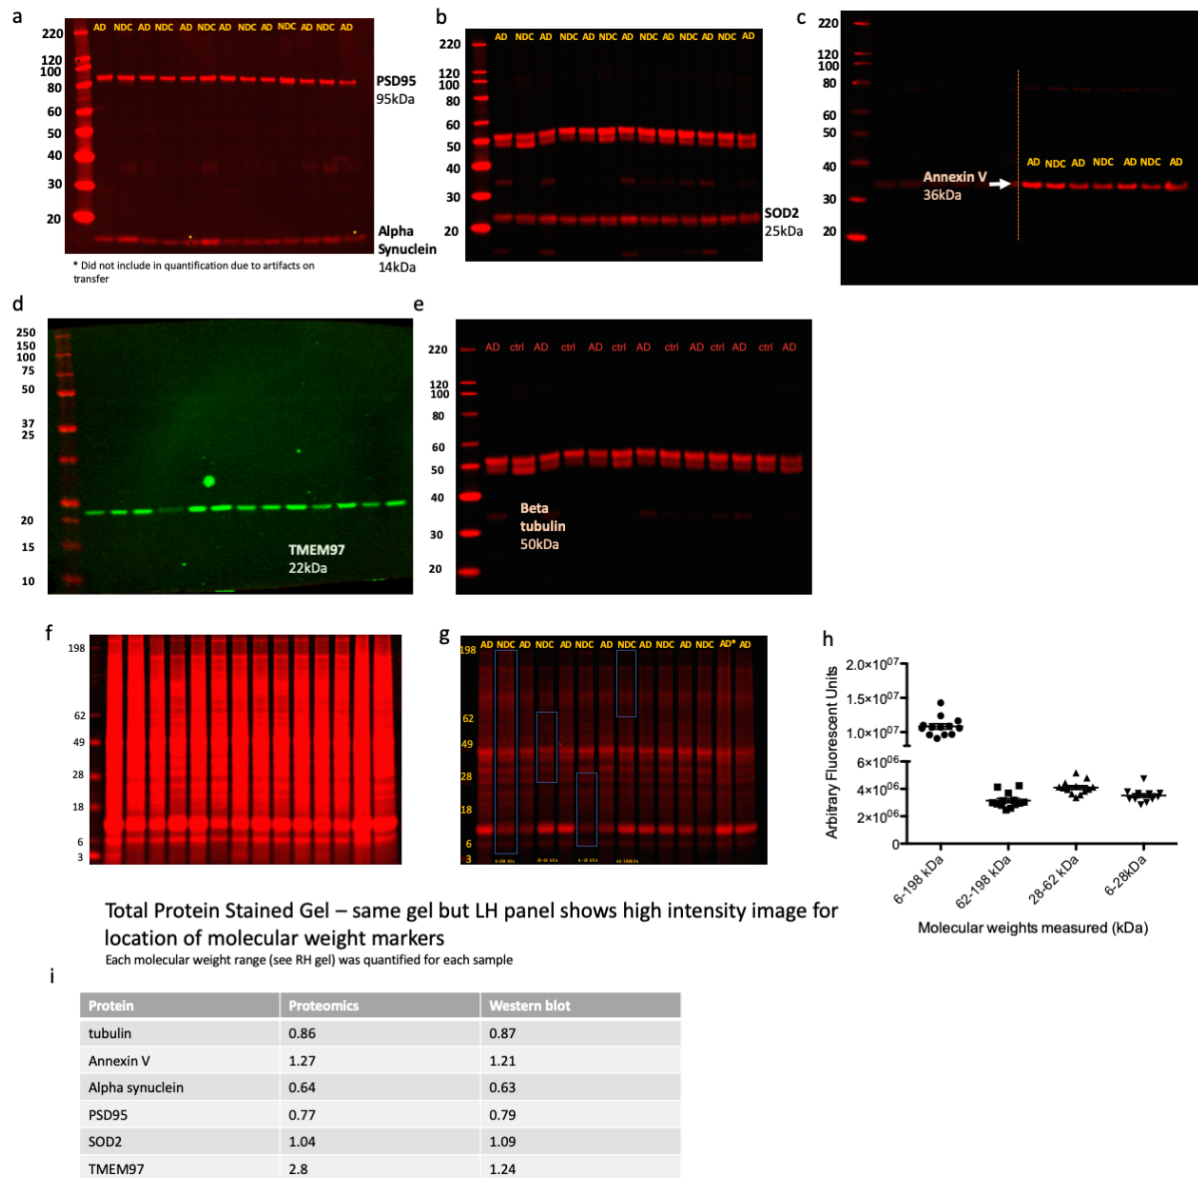 a
AD NDC AD NDC AD NDC AD NDC AD NDC AD NDC AD
220
120
100
80
60
50
40
30
20
PSD95
95kDa
Alpha
Synuclein
14kDa
* Did not include in quantification due to artifacts on
transfer
b
AD NDC AD NDC AD NDC AD NDC AD NDC AD NDC AD
220
120
100
80
60
50
40
30
20
SOD2
25kDa
c
220
120
100
80
60
50
40
30
20
AD NDC AD NDC AD NDC AD
Annexin V
36kDa
d
250
150
100
75
50
37
25
20
15
10
TMEM97
22kDa
e
AD ctrl AD ctrl AD ctrl AD ctrl AD ctrl AD ctrl AD
220
120
100
80
60
50
40
30
20
Beta
tubulin
50kDa
f
198
62
49
28
18
6
3
g
AD NDC AD NDC AD NDC AD NDC AD NDC AD NDC AD* AD
198
62
49
28
18
6
3
6-198 kDa 28-62 kDa 6-28 kDa 62-198kDa
h
Arbitrary Fluorescent Units
2.0×10⁰⁷
1.5×10⁰⁷
1.0×10⁰⁷
6×10⁰⁶
4×10⁰⁶
2×10⁰⁶
0
6-198 kDa
62-198 kDa
28-62 kDa
6-28kDa
Molecular weights measured (kDa)
Total Protein Stained Gel – same gel but LH panel shows high intensity image for
location of molecular weight markers
Each molecular weight range (see RH gel) was quantified for each sample
i
Protein Proteomics Western blot
tubulin 0.86 0.87
Annexin V 1.27 1.21
Alpha synuclein 0.64 0.63
PSD95 0.77 0.79
SOD2 1.04 1.09
TMEM97 2.8 1.24